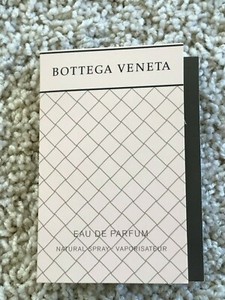 BOTTEGA VENETA
EAU DE PARFUM
NATURAL SPRAY - VAPORISATEUR